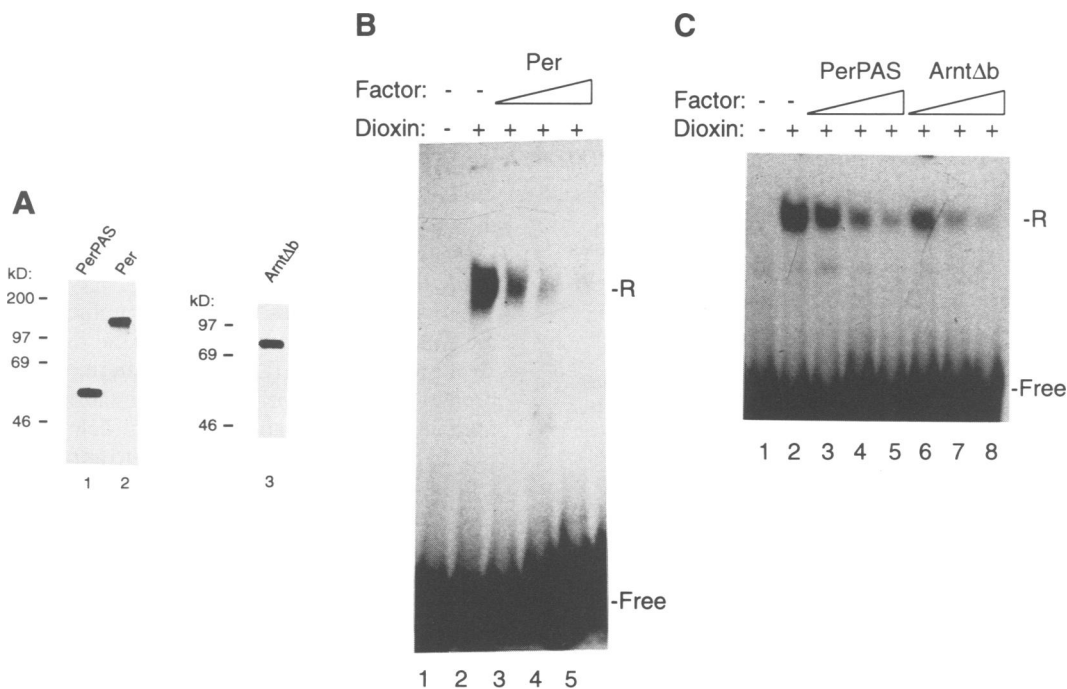 A
PerPAS
Per
kD:
200 –
97 –
69 –
46 –
1 2
ArntΔb
kD:
97 –
69 –
46 –
3
B
Per
Factor: - -
Dioxin: - + + + +
-R
-Free
1 2 3 4 5
C
PerPAS ArntΔb
Factor: - -
Dioxin: - + + + + + + +
-R
-Free
1 2 3 4 5 6 7 8